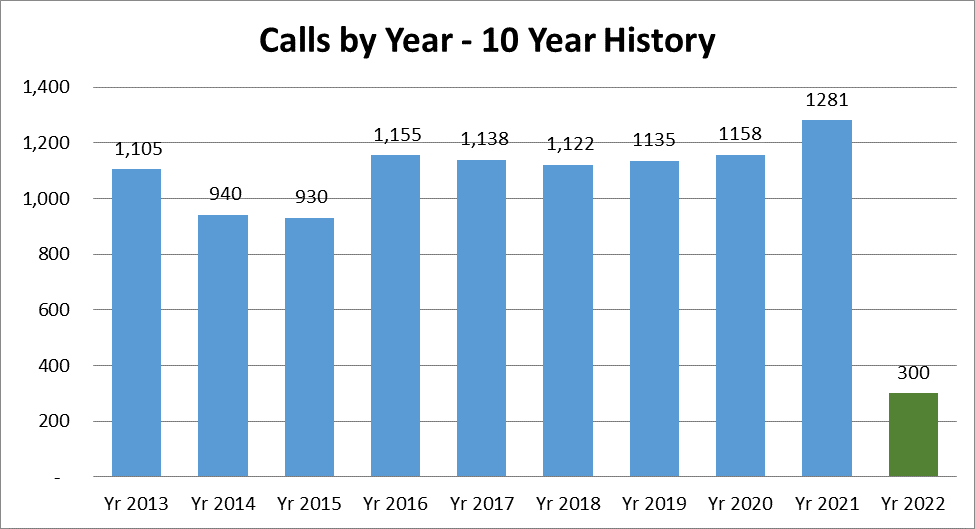 Calls by Year - 10 Year History
1,400
1,200
1,000
800
600
400
200
-
1,105
940
930
1,155
1,138
1,122
1135
1158
1281
300
Yr 2013
Yr 2014
Yr 2015
Yr 2016
Yr 2017
Yr 2018
Yr 2019
Yr 2020
Yr 2021
Yr 2022